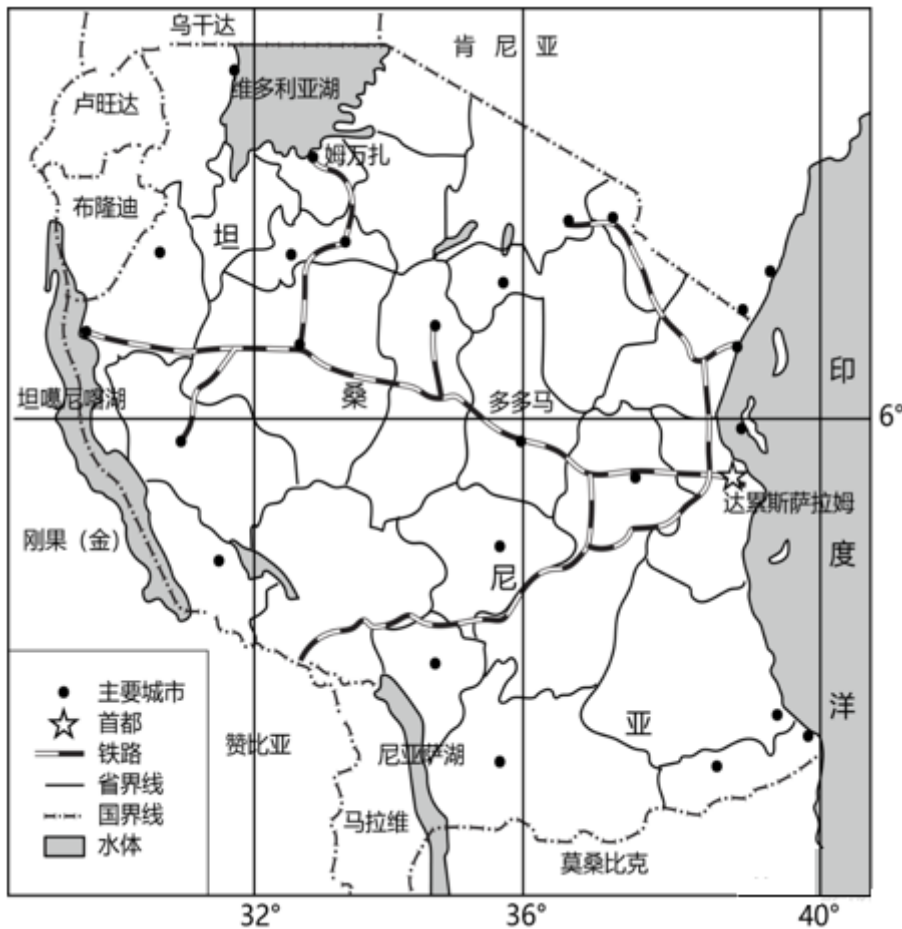 乌干达
肯尼亚
卢旺达
维多利亚湖
姆万扎
布隆迪
坦
印
坦噶尼喀湖
桑
多多马
6°
达累斯萨拉姆
刚果（金）
度
尼
主要城市
首都
铁路
省界线
国界线
水体
赞比亚
尼亚萨湖
亚
洋
马拉维
莫桑比克
32°
36°
40°